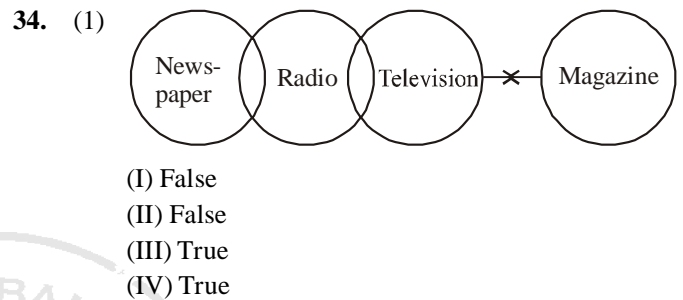 34. (1)
News-
paper
Radio
Television
Magazine
(I) False
(II) False
(III) True
(IV) True